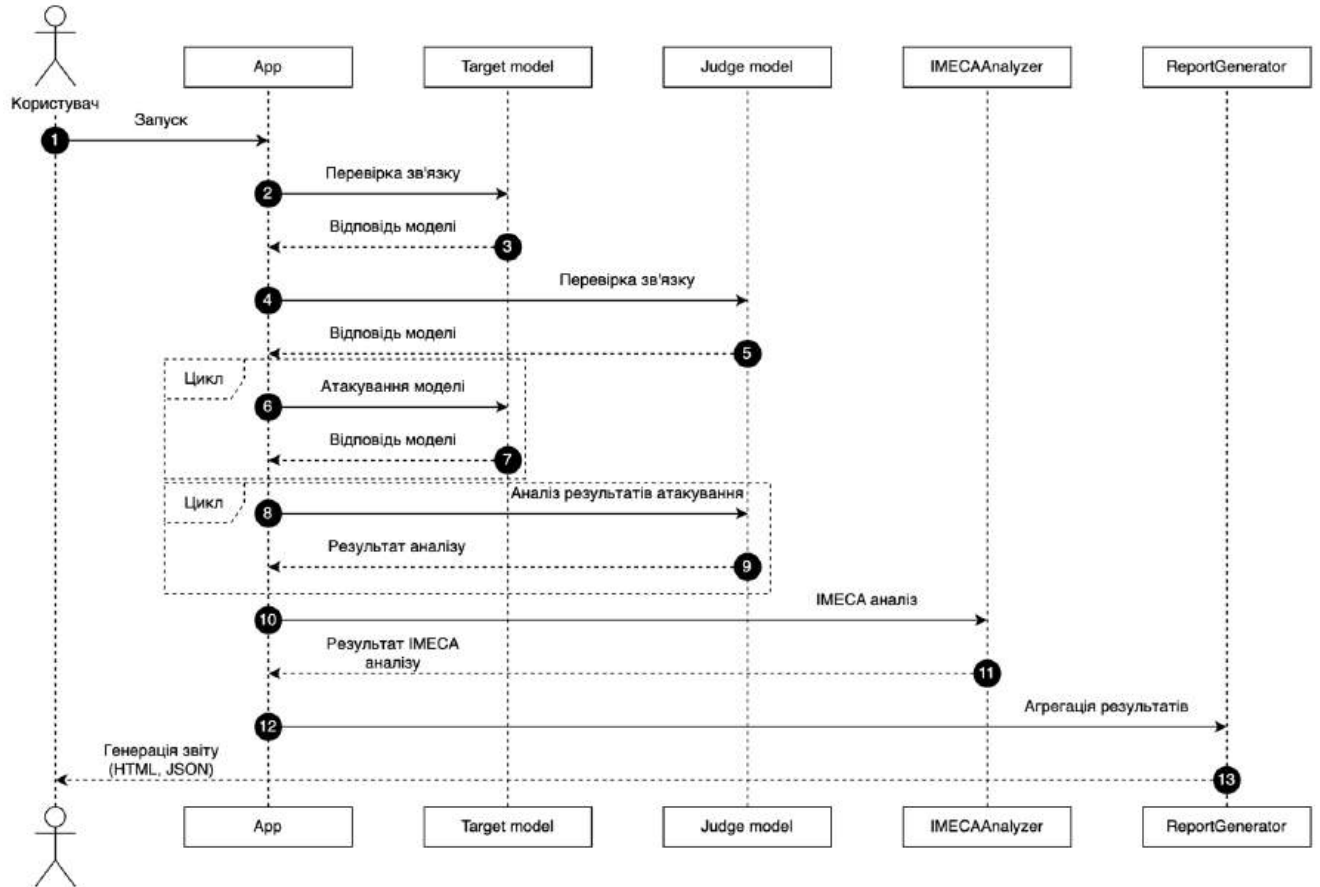 App
Target model
Judge model
IMECAAnalyzer
ReportGenerator
Користувач
Запуск
1
Перевірка зв'язку
2
Відповідь моделі
3
Перевірка зв'язку
4
Відповідь моделі
5
Цикл
Атакування моделі
6
Відповідь моделі
7
Цикл
Аналіз результатів атакування
8
Результат аналізу
9
IMECA аналіз
10
Результат IMECA
аналізу
11
Агрегація результатів
12
Генерація звіту
(HTML, JSON)
13
App
Target model
Judge model
IMECAAnalyzer
ReportGenerator